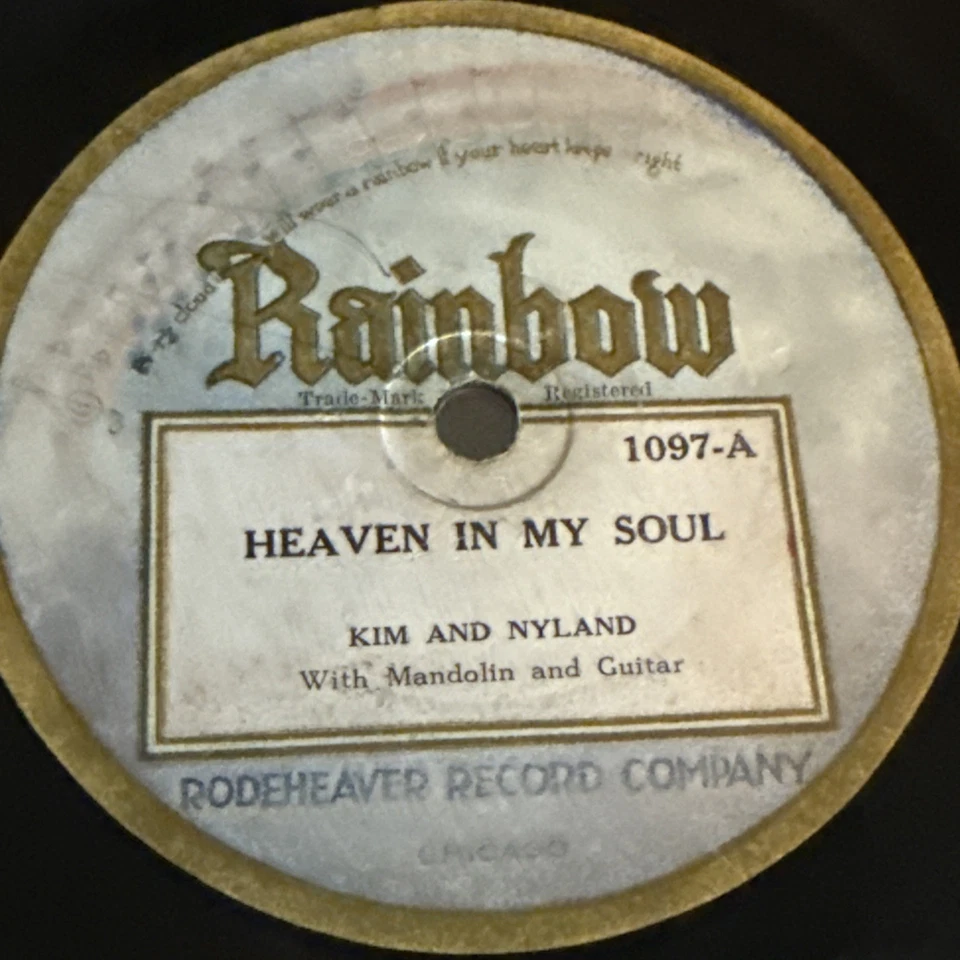 cloud will wear a rainbow if your heart keeps right
Rainbow
Trade-Mark Registered
1097-A
HEAVEN IN MY SOUL
KIM AND NYLAND
With Mandolin and Guitar
RODEHEAVER RECORD COMPANY
CHICAGO